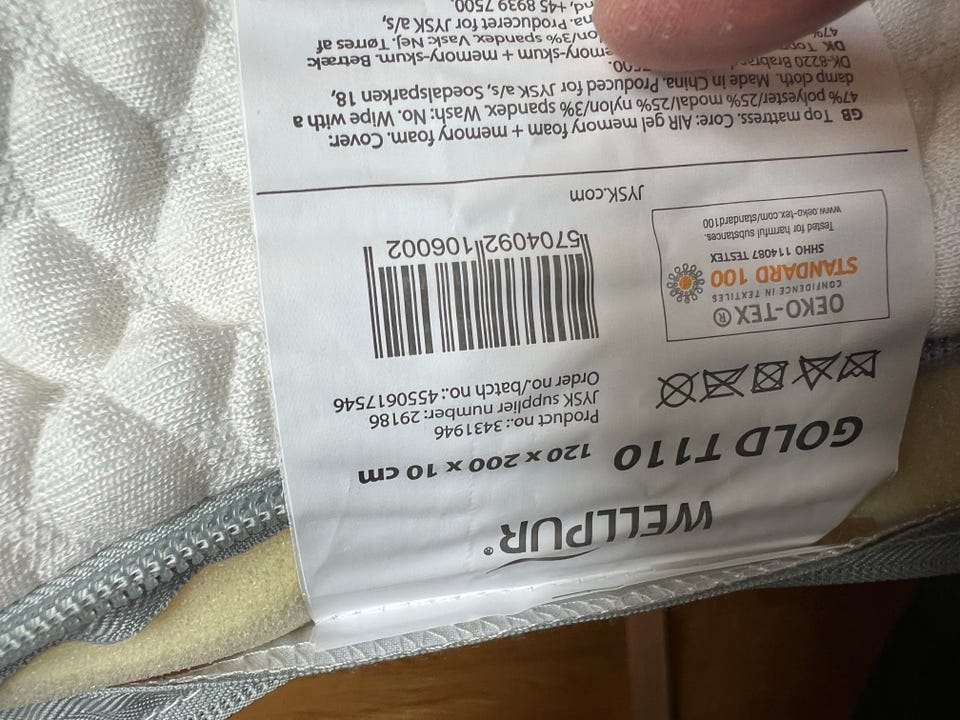 WELLPUR®
GOLD T110
120 x 200 x 10 cm
Product no.: 3431946
JYSK supplier number: 29186
Order no./batch no.: 4550617546
5704092106002
OEKO-TEX®
CONFIDENCE IN TEXTILES
STANDARD 100
SHHO 114087 TESTEX
Tested for harmful substances.
www.oeko-tex.com/standard100
JYSK.com
GB Top mattress. Core: AIR gel memory foam + memory foam. Cover:
47% polyester/25% modal/25% nylon/3% spandex. Wash: No. Wipe with a
damp cloth. Made in China. Produced for JYSK a/s, Soedalsparken 18,
DK-8220
DK + memory-skum. Betræk:
47% spandex. Vask: Nej. Tørres af
Produceret for JYSK a/s,
+45 8939 7500.